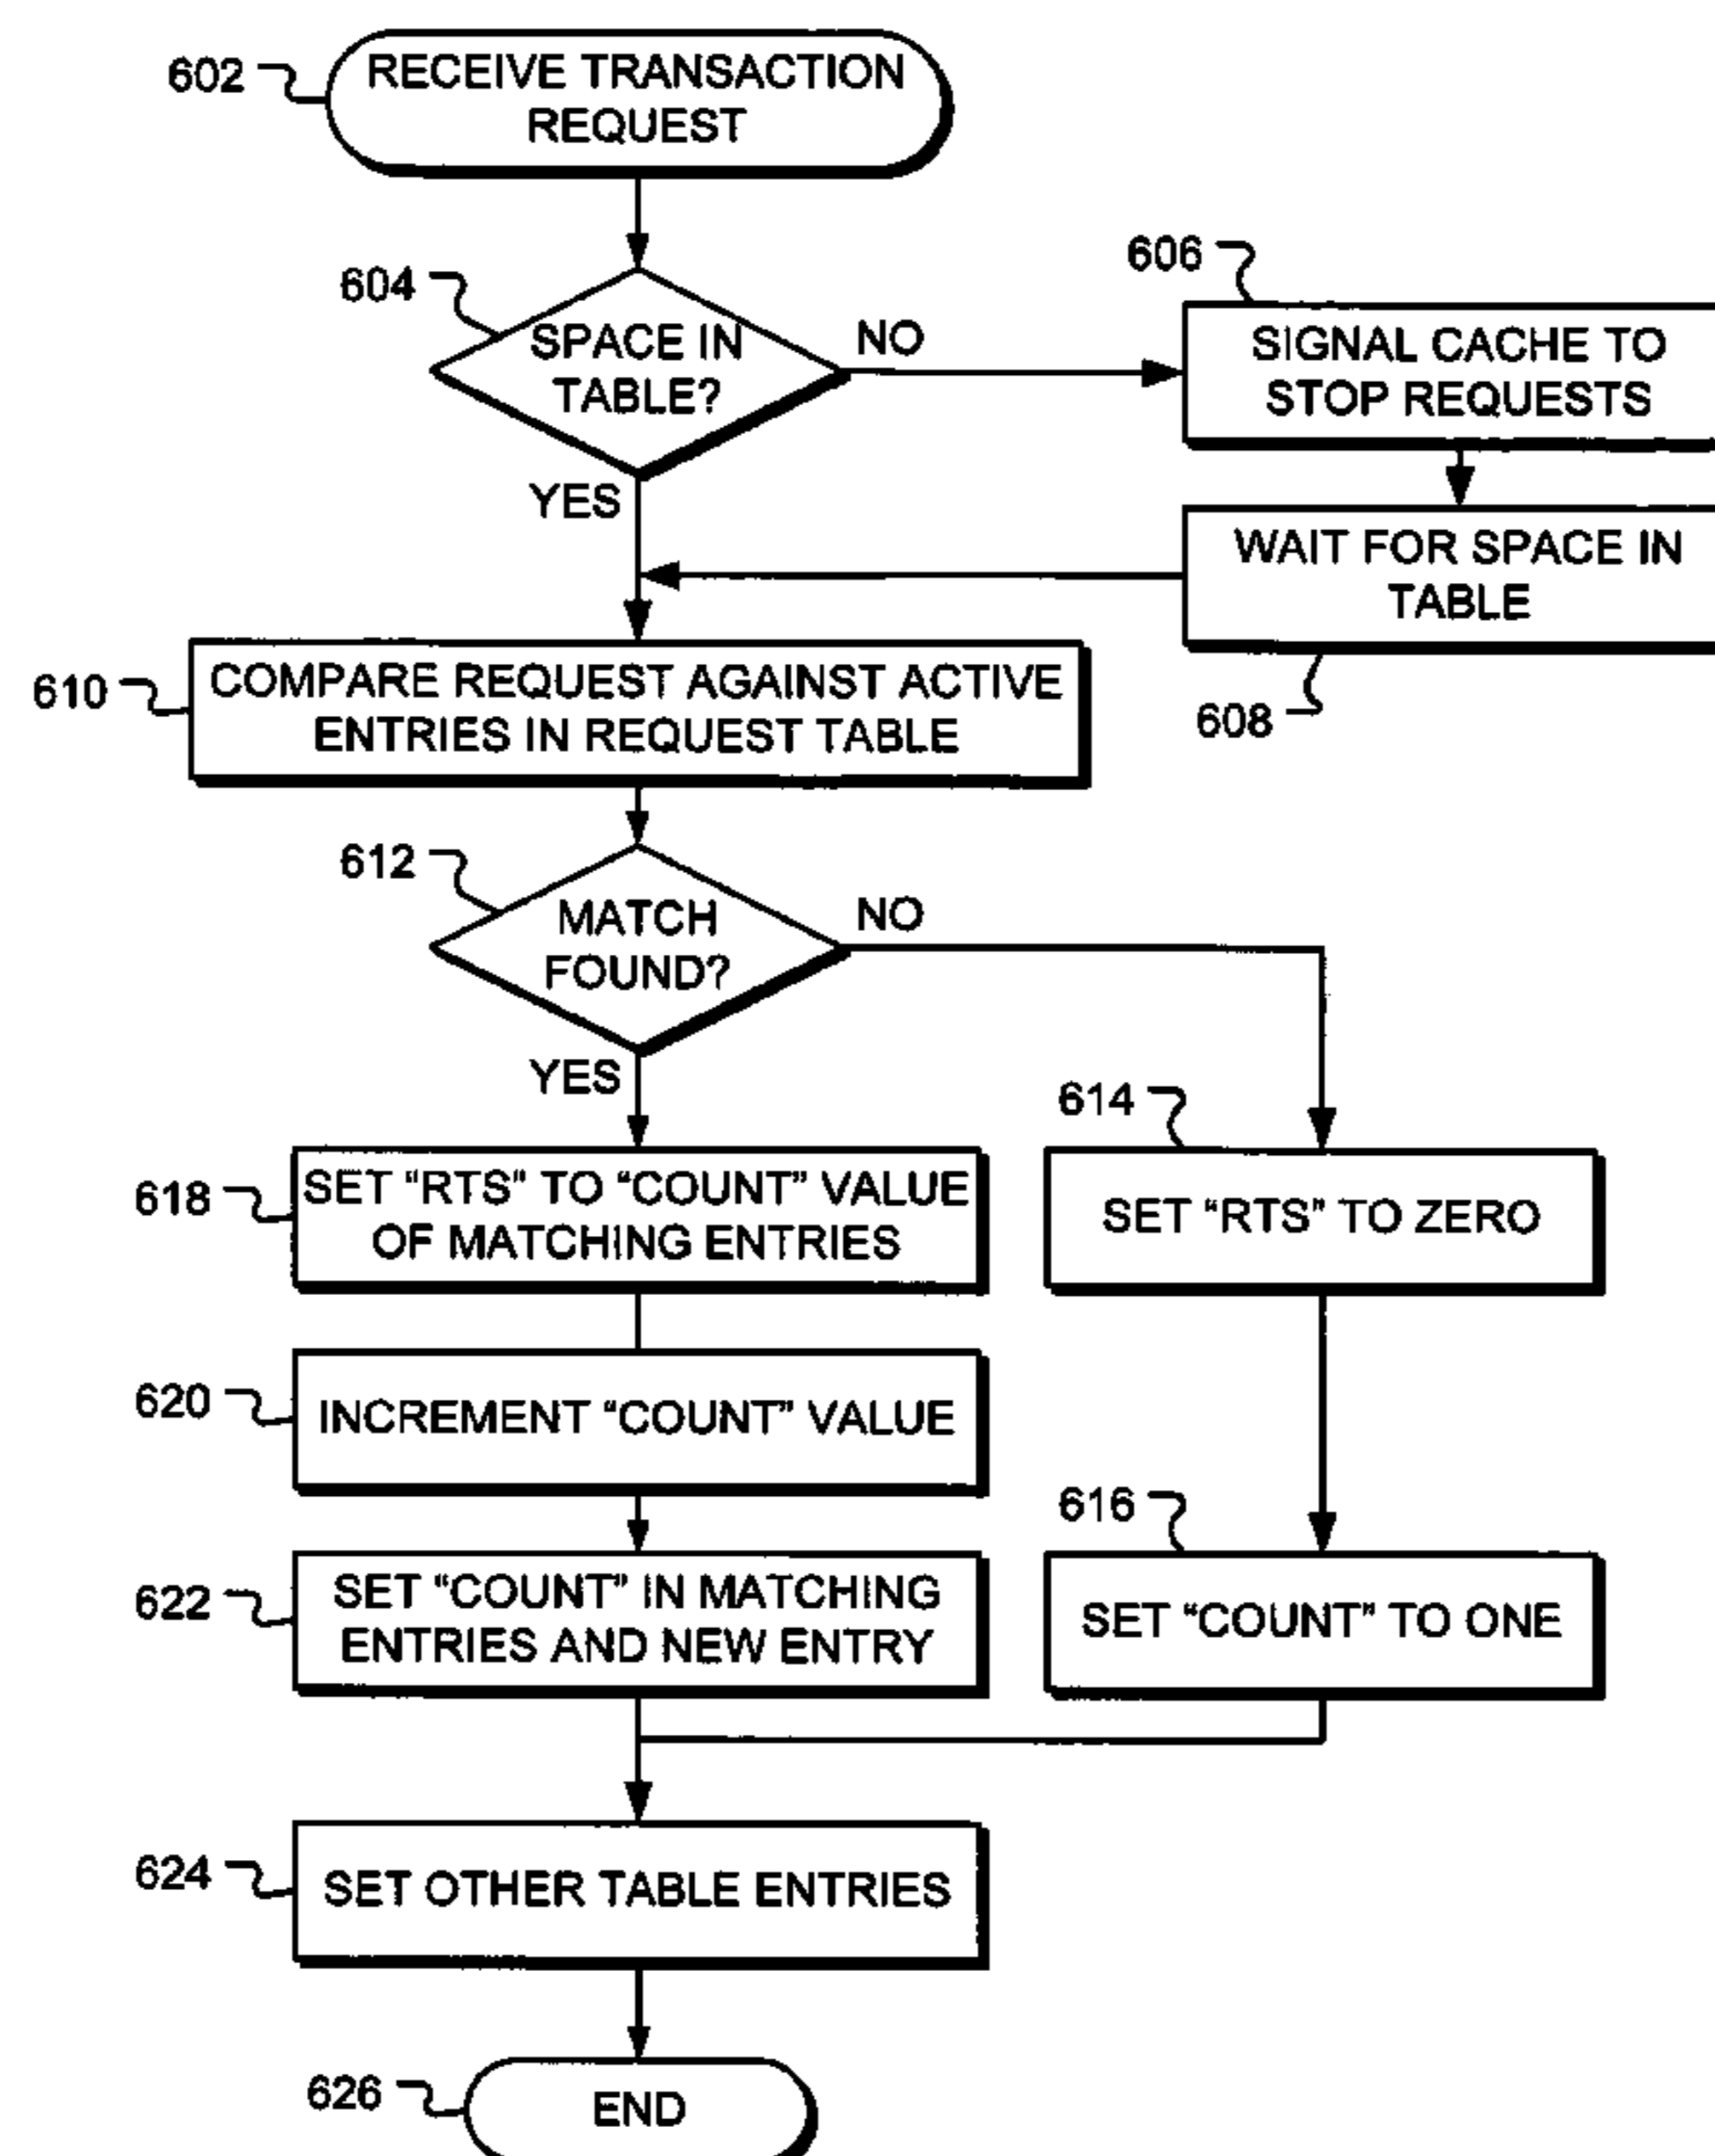 602
RECEIVE TRANSACTION
REQUEST
604
SPACE IN
TABLE?
NO
YES
606
SIGNAL CACHE TO
STOP REQUESTS
WAIT FOR SPACE IN
TABLE
608
610
COMPARE REQUEST AGAINST ACTIVE
ENTRIES IN REQUEST TABLE
612
MATCH
FOUND?
NO
YES
614
SET "RTS" TO ZERO
618
SET "RTS" TO "COUNT" VALUE
OF MATCHING ENTRIES
620
INCREMENT "COUNT" VALUE
616
SET "COUNT" TO ONE
622
SET "COUNT" IN MATCHING
ENTRIES AND NEW ENTRY
624
SET OTHER TABLE ENTRIES
626
END